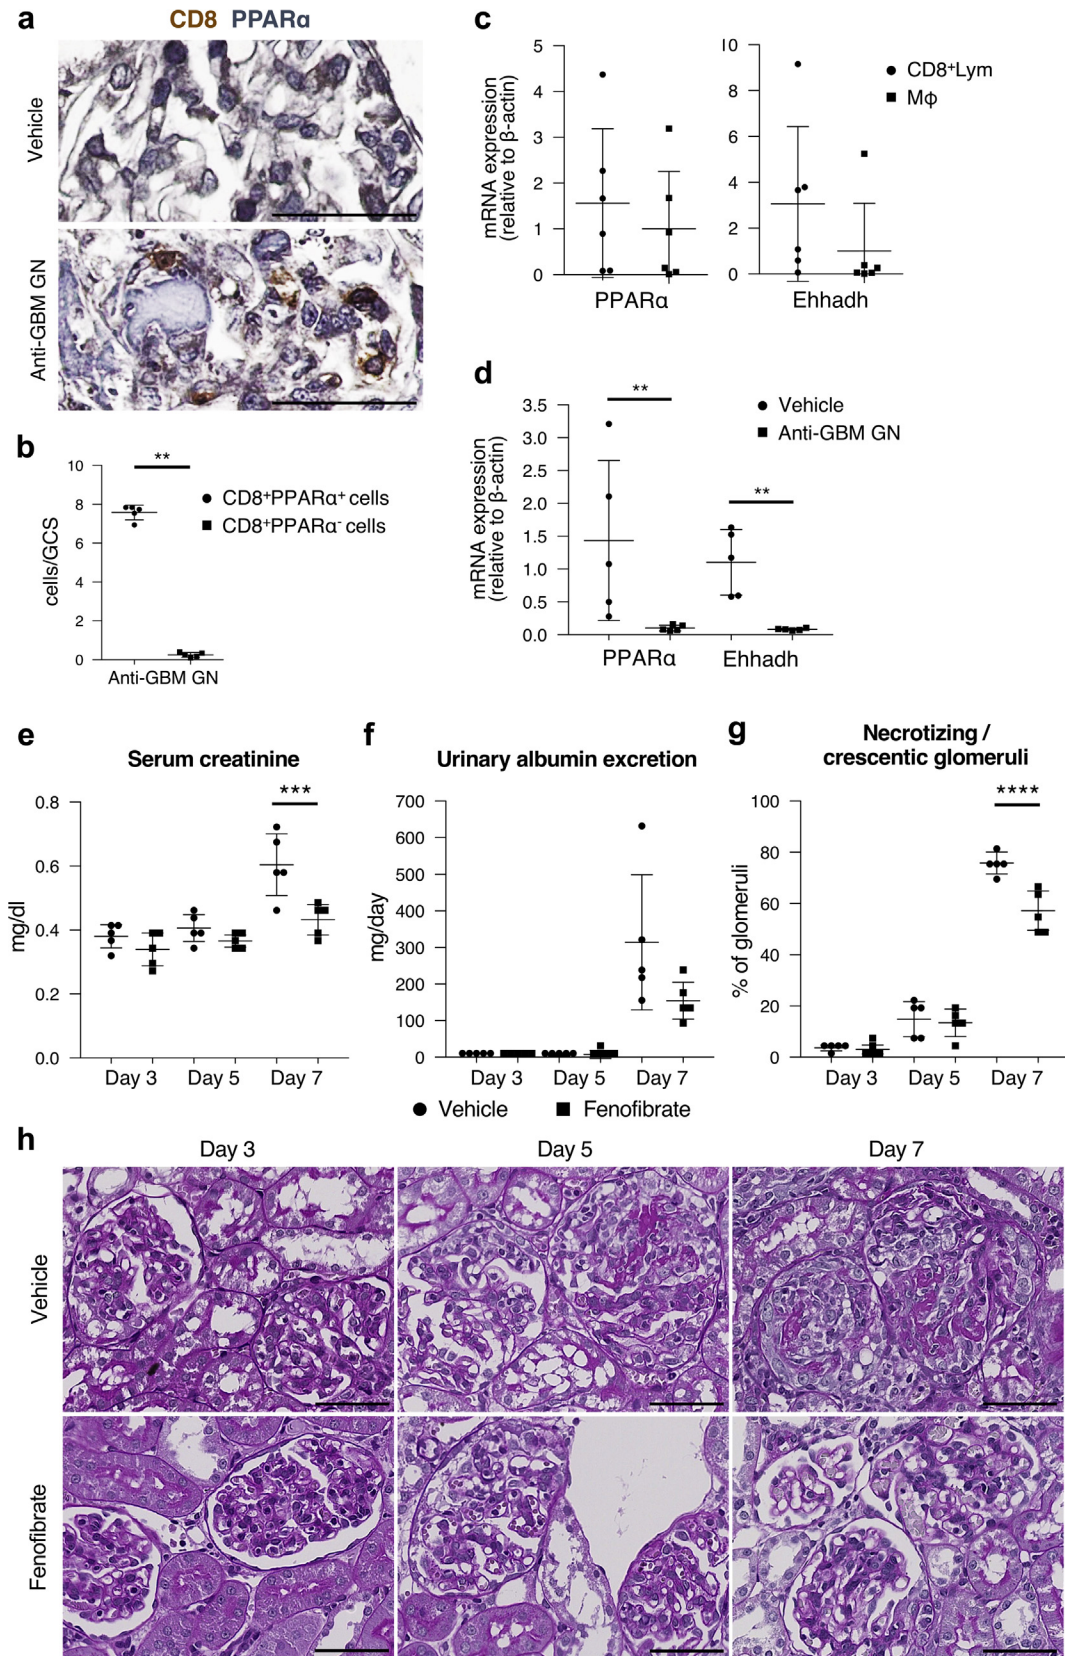 a
CD8 PPARα
Vehicle
Anti-GBM GN
b
10
8
6
4
2
0
cells/GCS
**
CD8⁺PPARα⁺ cells
CD8⁺PPARα⁻ cells
Anti-GBM GN
c
mRNA expression
(relative to β-actin)
5
4
3
2
1
0
PPARα
10
8
6
4
2
0
Ehhadh
CD8⁺Lym
Mϕ
d
mRNA expression
(relative to β-actin)
3.5
3.0
2.5
2.0
1.5
1.0
0.5
0.0
**
**
Vehicle
Anti-GBM GN
PPARα
Ehhadh
e
Serum creatinine
mg/dl
0.8
0.6
0.4
0.2
0.0
***
Day 3 Day 5 Day 7
f
Urinary albumin excretion
mg/day
700
600
500
400
300
200
100
0
Day 3 Day 5 Day 7
g
Necrotizing /
crescentic glomeruli
% of glomeruli
100
80
60
40
20
0
****
Day 3 Day 5 Day 7
Vehicle Fenofibrate
h
Day 3 Day 5 Day 7
Vehicle
Fenofibrate